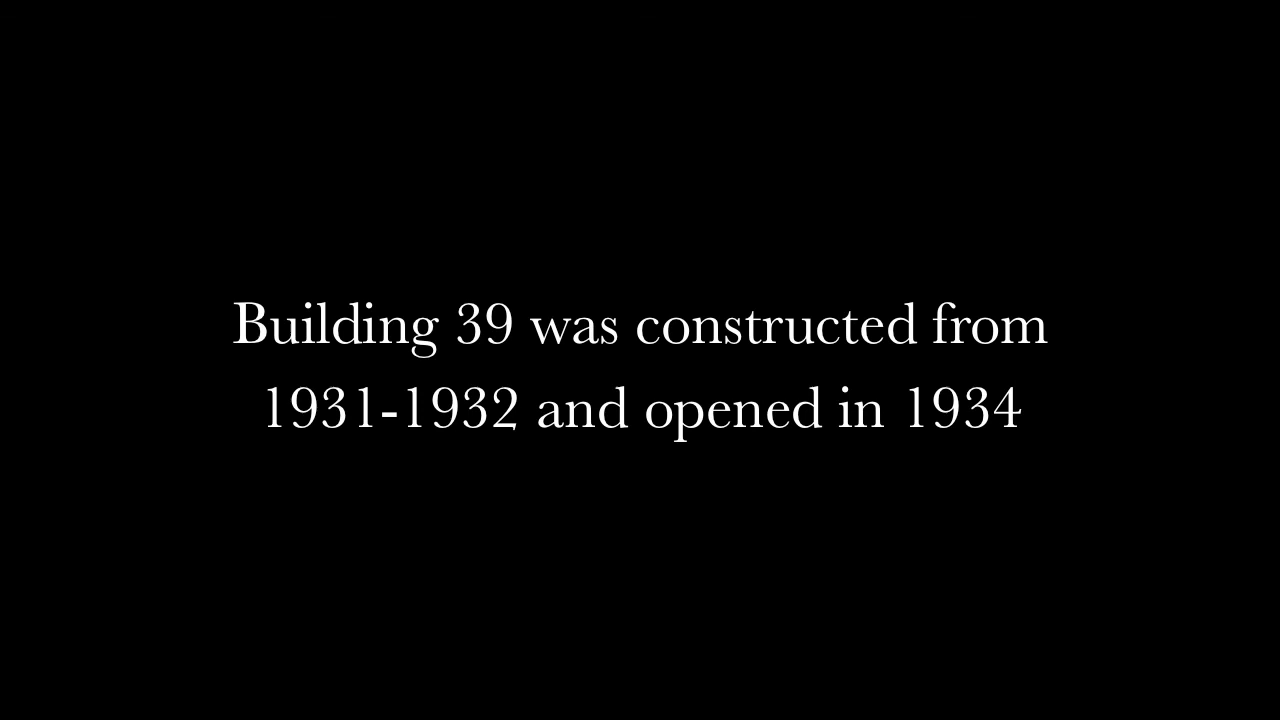 Building 39 was constructed from
1931-1932 and opened in 1934